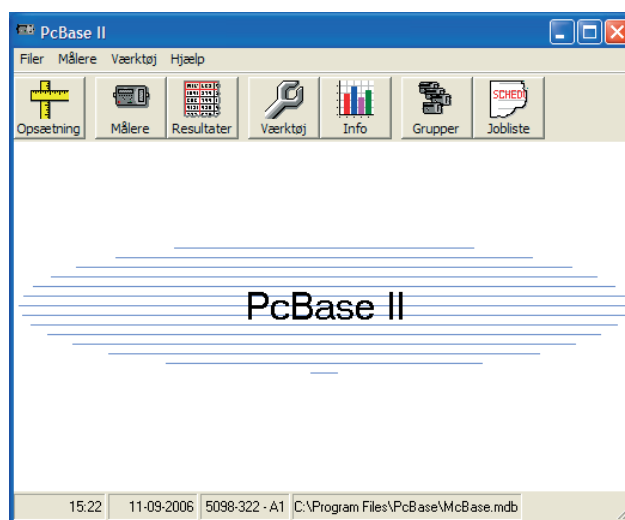 PcBase II
Filer Målere Værktøj Hjælp
SCHED
Opsætning Målere Resultater Værktøj Info Grupper Jobliste
PcBase II
15:22 11-09-2006 5098-322 - A1 C:\Program Files\PcBase\McBase.mdb